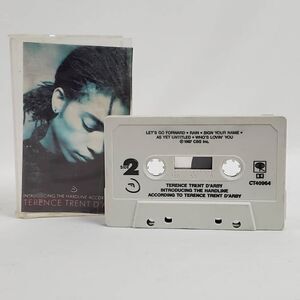 INTRODUCING THE HARDLINE ACCOR
TERENCE TRENT D'A
LET'S GO FORWARD • RAIN • SIGN YOUR NAME •
AS YET UNTITLED • WHO'S LOVIN' YOU
© 1987 CBS Inc.
2
TERENCE TRENT D'ARBY
INTRODUCING THE HARDLINE
ACCORDING TO TERENCE TRENT D'ARBY
CT40964